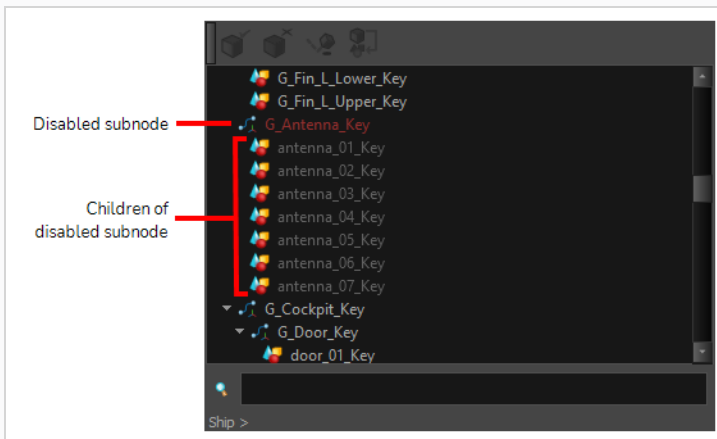 G_Fin_L_Lower_Key
G_Fin_L_Upper_Key
Disabled subnode
G_Antenna_Key
antenna_01_Key
antenna_02_Key
antenna_03_Key
Children of
disabled subnode
antenna_04_Key
antenna_05_Key
antenna_06_Key
antenna_07_Key
G_Cockpit_Key
G_Door_Key
door_01_Key
Ship >